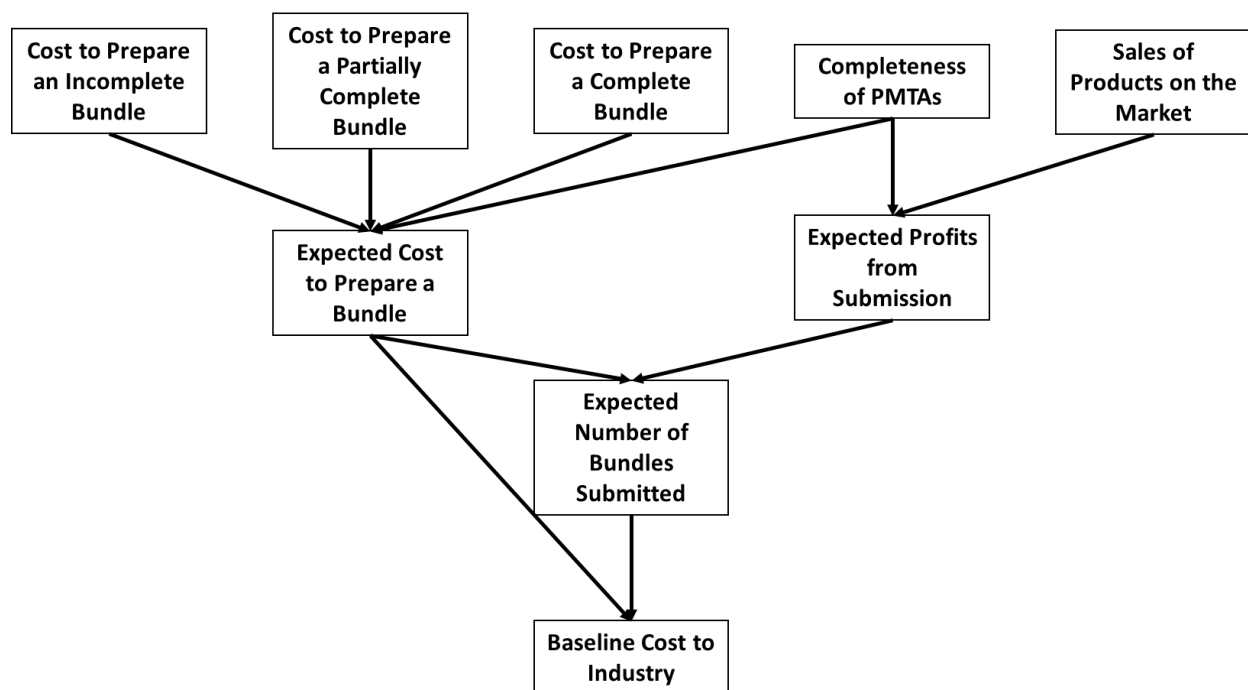 Cost to Prepare
an Incomplete
Bundle
Cost to Prepare
a Partially
Complete
Bundle
Cost to Prepare
a Complete
Bundle
Completeness
of PMTAs
Sales of
Products on the
Market
Expected Cost
to Prepare a
Bundle
Expected Profits
from
Submission
Expected
Number of
Bundles
Submitted
Baseline Cost to
Industry